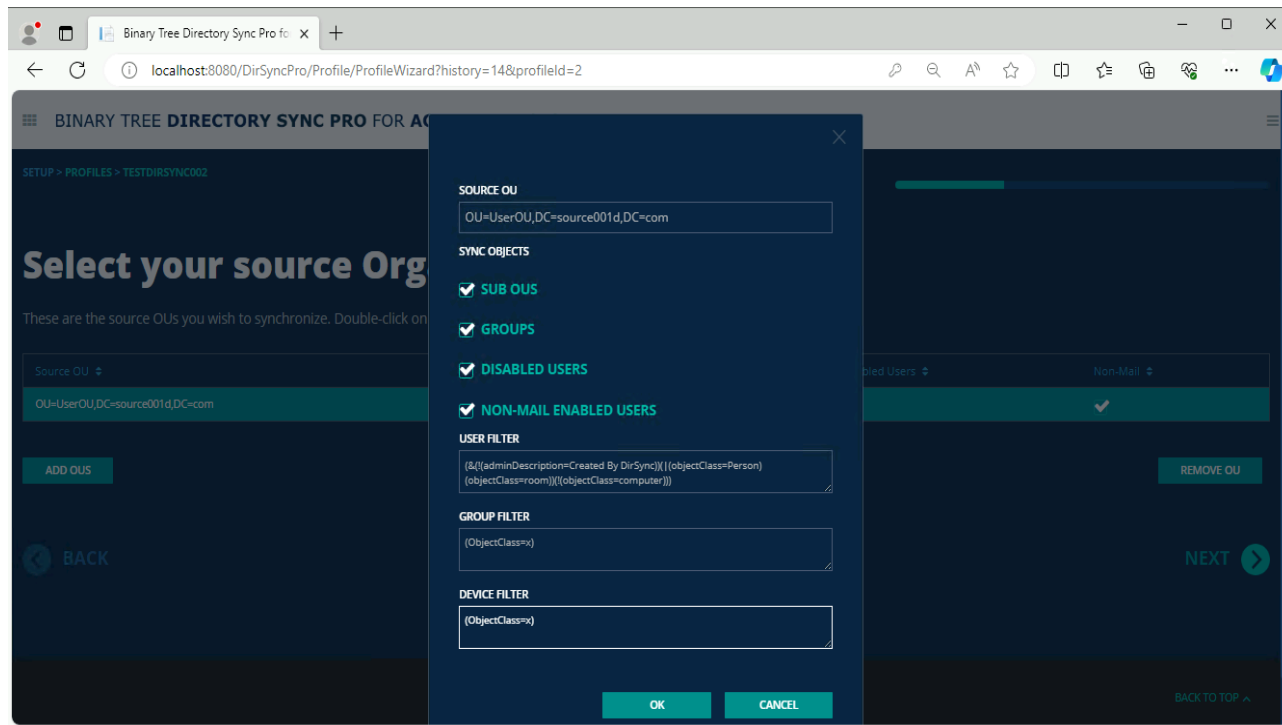 Binary Tree Directory Sync Pro fo
localhost:8080/DirSyncPro/Profile/ProfileWizard?history=14&profileId=2
BINARY TREE DIRECTORY SYNC PRO FOR AC
SETUP > PROFILES > TESTDIRSYNC002
Select your source Org
These are the source OUs you wish to synchronize. Double-click on
Source OU
bled Users
Non-Mail
OU=UserOU,DC=source001d,DC=com
ADD OUS
REMOVE OU
BACK
NEXT
BACK TO TOP
SOURCE OU
OU=UserOU,DC=source001d,DC=com
SYNC OBJECTS
SUB OUS
GROUPS
DISABLED USERS
NON-MAIL ENABLED USERS
USER FILTER
(&(!(adminDescription=Created By DirSync))(|(objectClass=Person)
(objectClass=room))(!(objectClass=computer)))
GROUP FILTER
(ObjectClass=x)
DEVICE FILTER
(ObjectClass=x)
OK
CANCEL